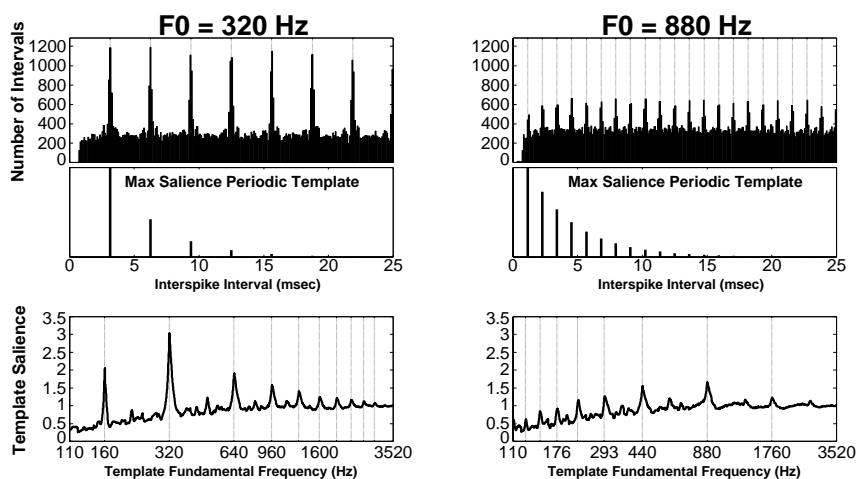 F0 = 320 Hz
F0 = 880 Hz
Number of Intervals
1200
1000
800
600
400
200
0
1200
1000
800
600
400
200
0
Max Salience Periodic Template
Max Salience Periodic Template
0 5 10 15 20 25
0 5 10 15 20 25
Interspike Interval (msec)
Interspike Interval (msec)
Template Salience
3.5
3
2.5
2
1.5
1
0.5
0
3.5
3
2.5
2
1.5
1
0.5
0
110 160 320 640 960 1600 3520
110 176 293 440 880 1760 3520
Template Fundamental Frequency (Hz)
Template Fundamental Frequency (Hz)